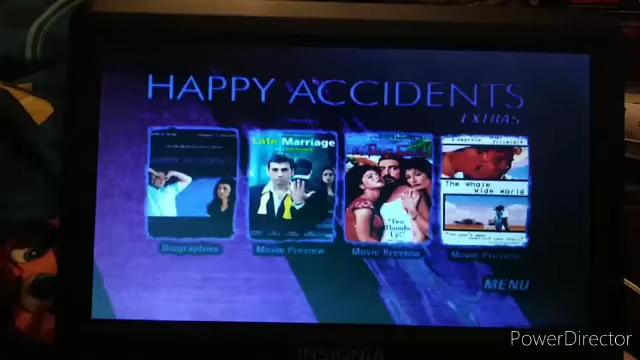 HAPPY ACCIDENTS
EXTRAS
Late Marriage
"Two
Thumbs
Up!"
The Whole
Wide World
Biographies
Movie Preview
Movie Preview
Movie Preview
MENU
INSIGNIA
PowerDirector